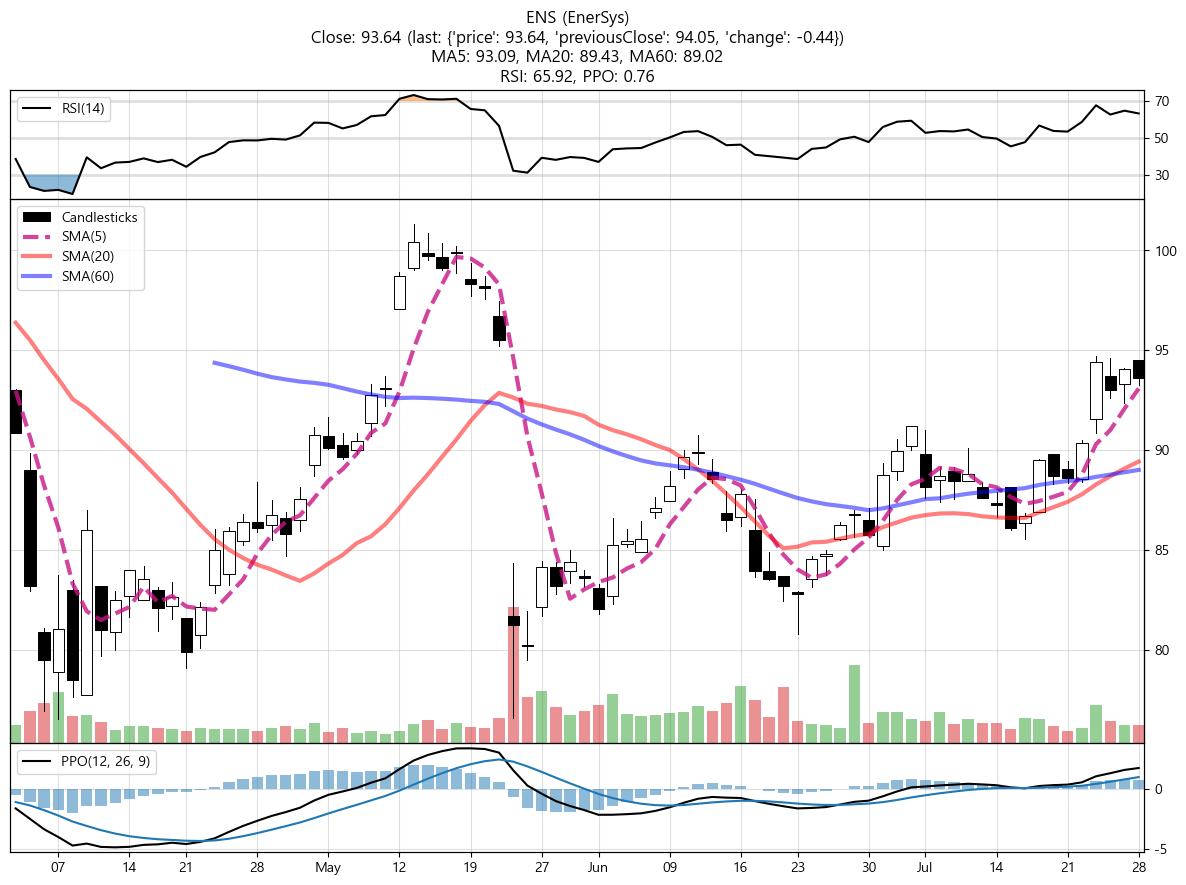 ENS (EnerSys)
Close: 93.64 (last: {'price': 93.64, 'previousClose': 94.05, 'change': -0.44})
MA5: 93.09, MA20: 89.43, MA60: 89.02
RSI: 65.92, PPO: 0.76
RSI(14)
70
50
30
Candlesticks
SMA(5)
SMA(20)
SMA(60)
100
95
90
85
80
PPO(12, 26, 9)
0
-5
07 14 21 28 May 12 19 27 Jun 09 16 23 30 Jul 14 21 28